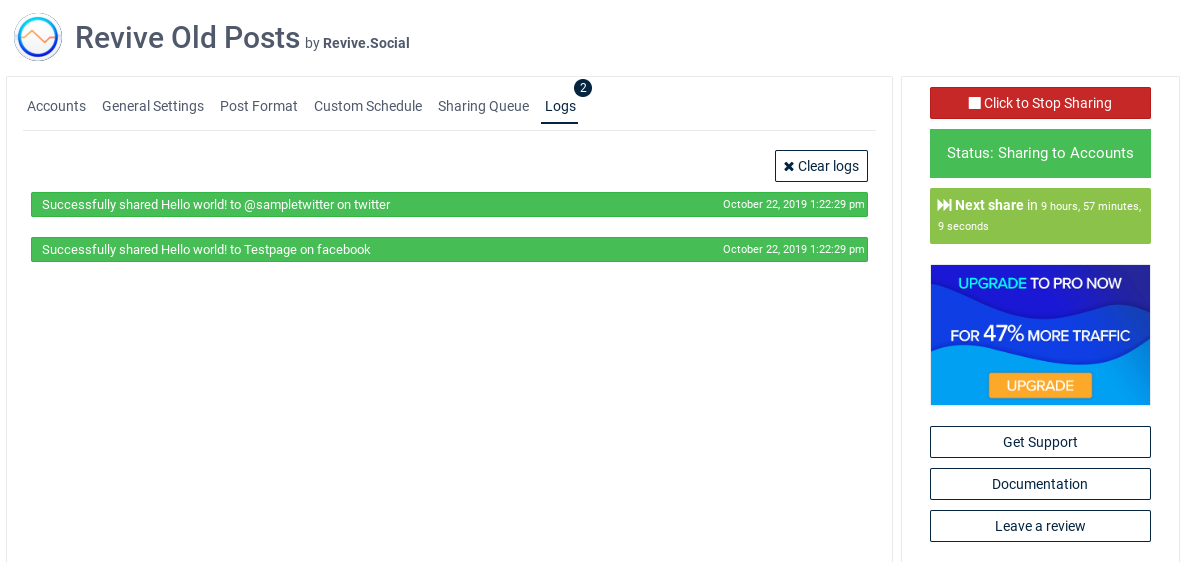 Revive Old Posts by Revive.Social
2
Accounts General Settings Post Format Custom Schedule Sharing Queue Logs
Clear logs
Successfully shared Hello world! to @sampletwitter on twitter October 22, 2019 1:22:29 pm
Successfully shared Hello world! to Testpage on facebook October 22, 2019 1:22:29 pm
Click to Stop Sharing
Status: Sharing to Accounts
Next share in 9 hours, 57 minutes,
9 seconds
UPGRADE TO PRO NOW
FOR 47% MORE TRAFFIC
UPGRADE
Get Support
Documentation
Leave a review